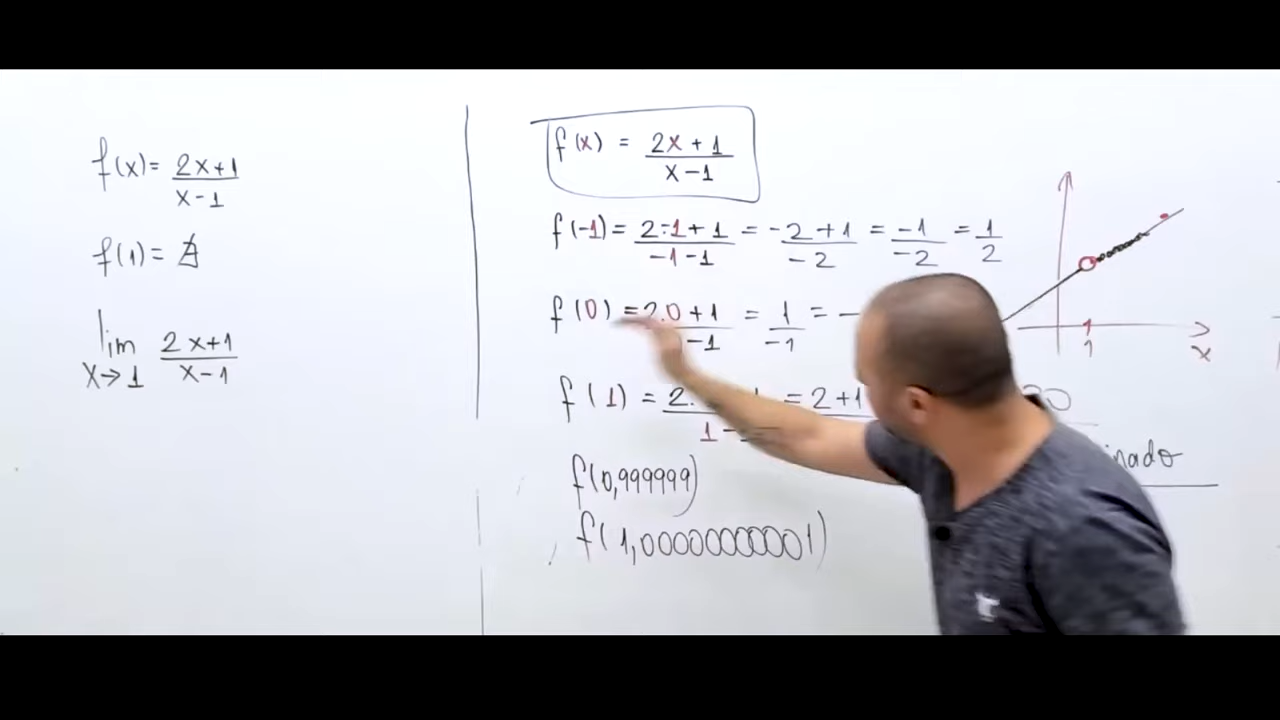 f(x) = 2x+1 / x-1
f(1) = ∄
lim x→1 2x+1 / x-1
f(x) = 2x+1 / x-1
f(-1) = 2·-1+1 / -1-1 = -2+1 / -2 = -1 / -2 = 1/2
f(0) = 2.0+1 / -1 = 1 / -1 = -
f(1) = 2. / 1- = 2+1
f(0,999999)
f(1,00000000001)
1
x